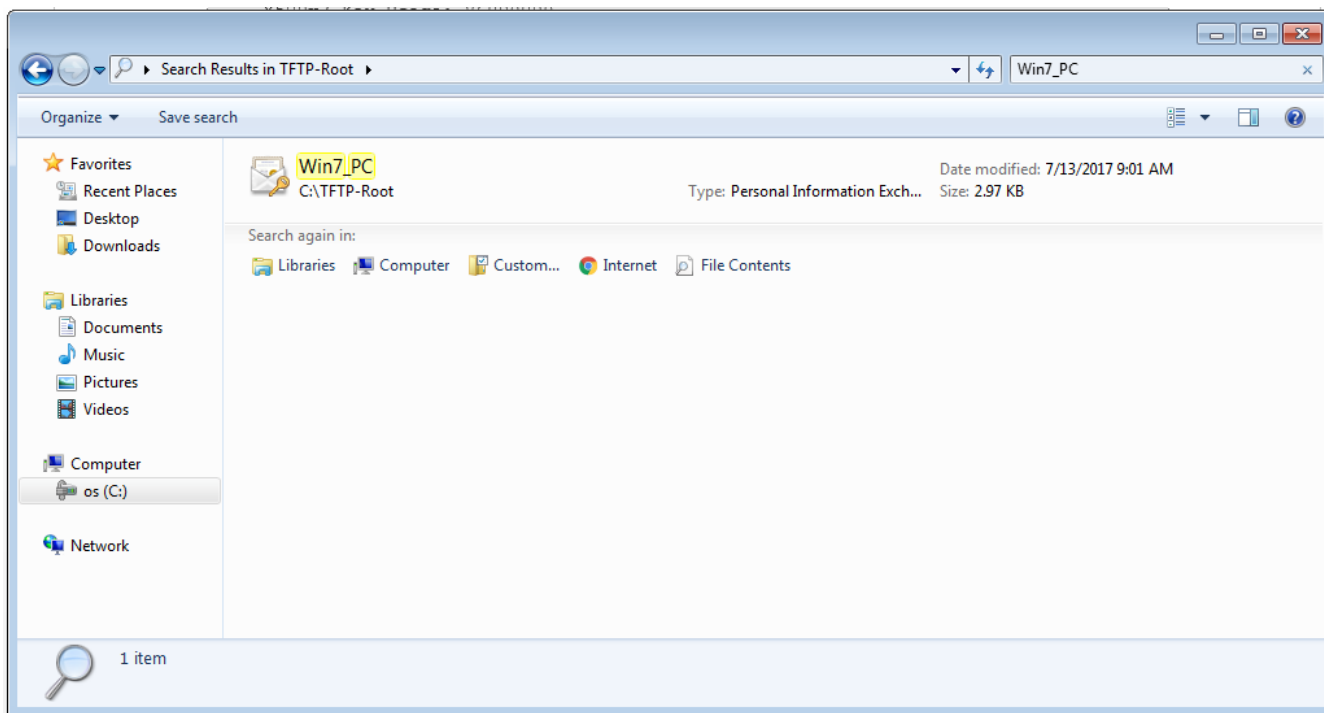 Search Results in TFTP-Root
Win7_PC
Organize
Save search
Favorites
Recent Places
Desktop
Downloads
Libraries
Documents
Music
Pictures
Videos
Computer
os (C:)
Network
Win7_PC
C:\TFTP-Root
Type: Personal Information Exch...
Date modified: 7/13/2017 9:01 AM
Size: 2.97 KB
Search again in:
Libraries Computer Custom... Internet File Contents
1 item